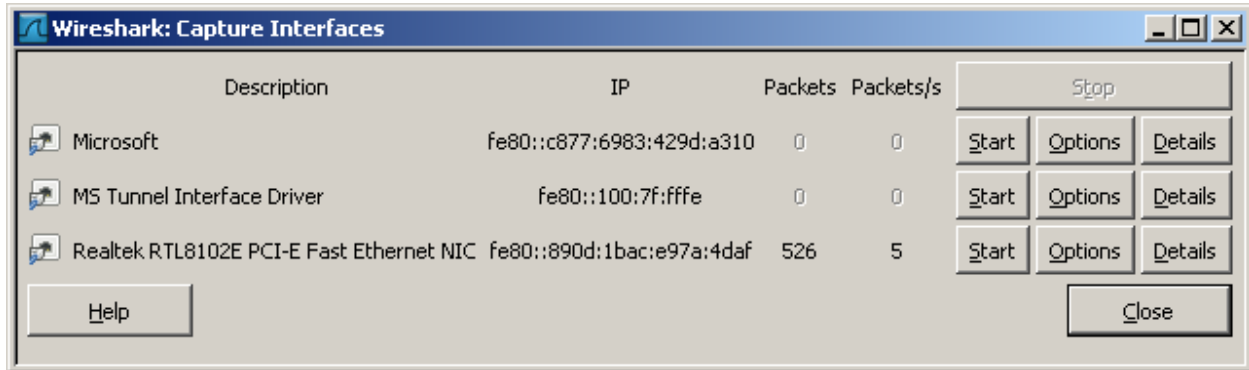 Wireshark: Capture Interfaces
Description IP Packets Packets/s Stop
Microsoft fe80::c877:6983:429d:a310 0 0 Start Options Details
MS Tunnel Interface Driver fe80::100:7f:fffe 0 0 Start Options Details
Realtek RTL8102E PCI-E Fast Ethernet NIC fe80::890d:1bac:e97a:4daf 526 5 Start Options Details
Help Close